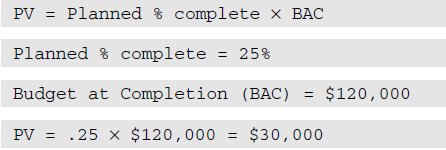 PV = Planned % complete × BAC
Planned % complete = 25%
Budget at Completion (BAC) = $120,000
PV = .25 × $120,000 = $30,000